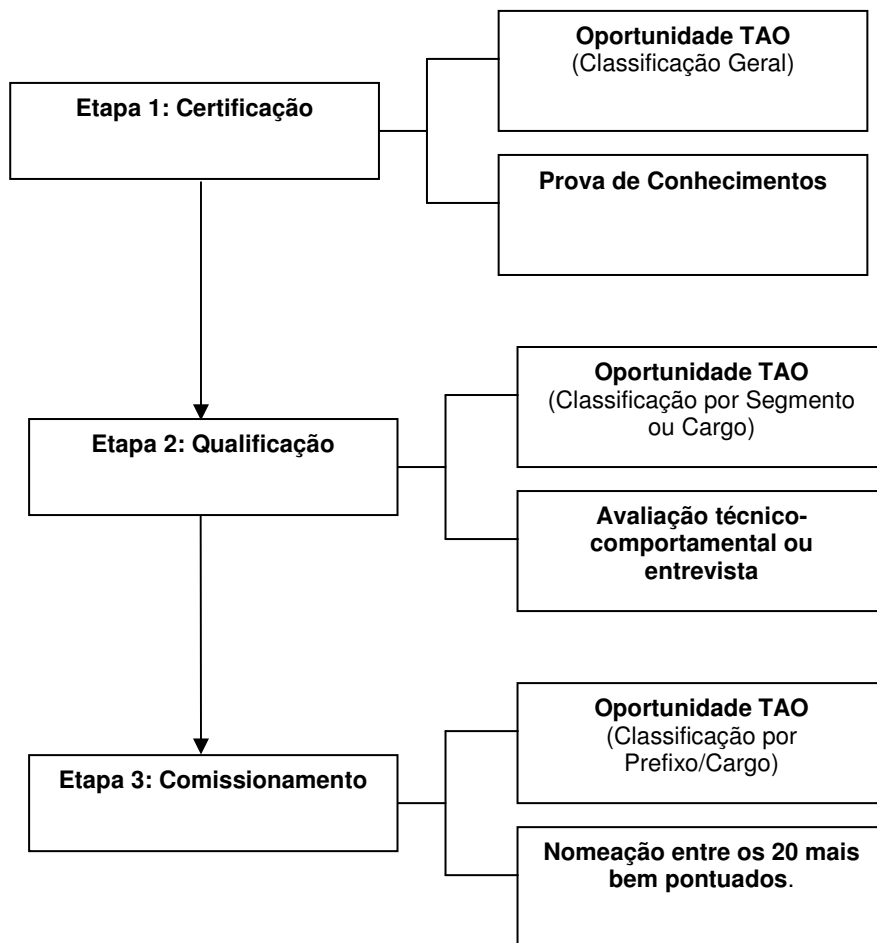 Oportunidade TAO
(Classificação Geral)
Etapa 1: Certificação
Prova de Conhecimentos
Oportunidade TAO
(Classificação por Segmento
ou Cargo)
Etapa 2: Qualificação
Avaliação técnico-
comportamental ou
entrevista
Oportunidade TAO
(Classificação por
Prefixo/Cargo)
Etapa 3: Comissionamento
Nomeação entre os 20 mais
bem pontuados.